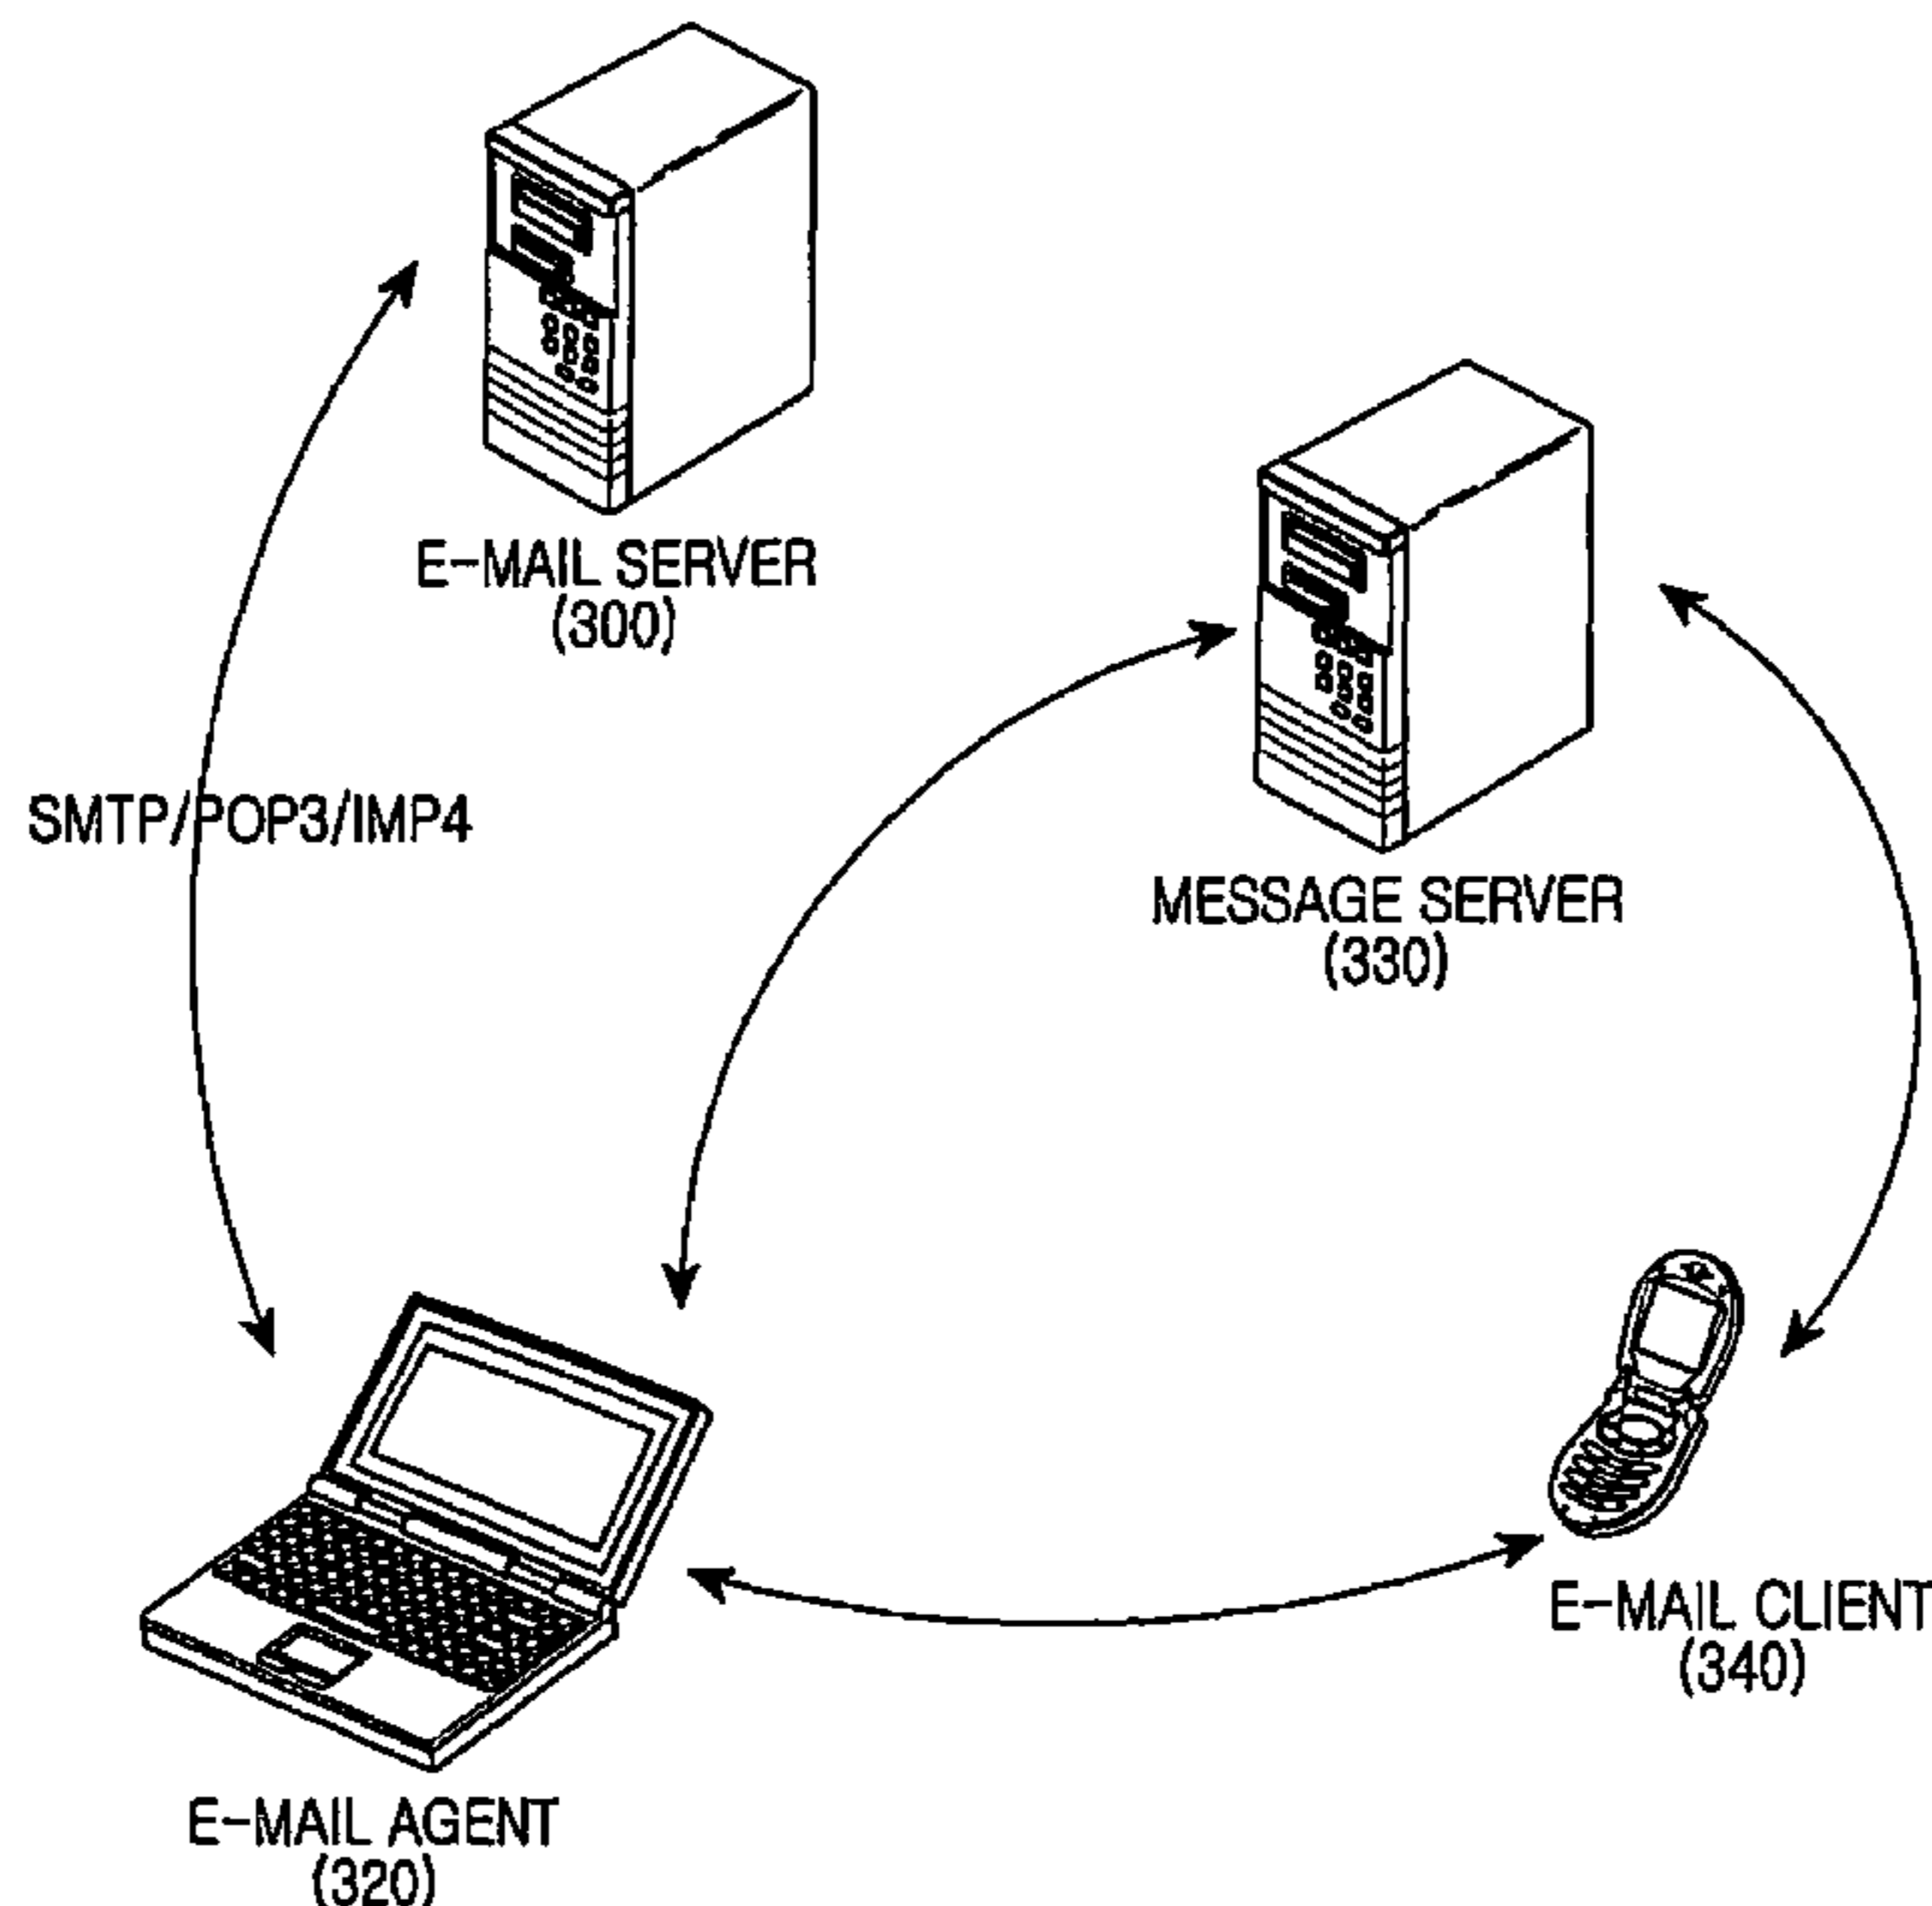 E-MAIL SERVER
(300)
SMTP/POP3/IMP4
MESSAGE SERVER
(330)
E-MAIL CLIENT
(340)
E-MAIL AGENT
(320)